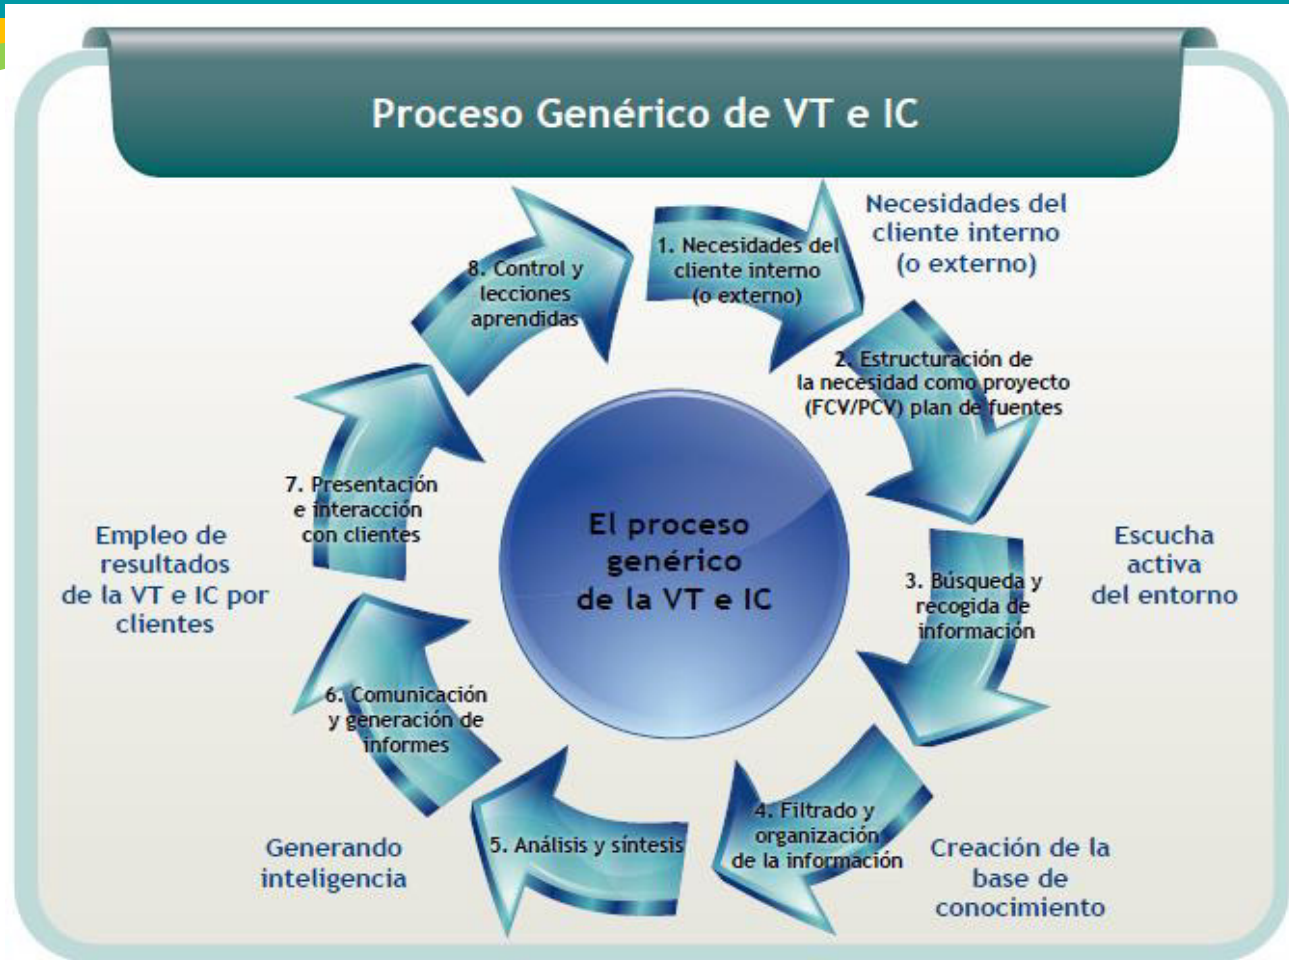 Proceso Genérico de VT e IC
1. Necesidades del
cliente interno
(o externo)
Necesidades del
cliente interno
(o externo)
2. Estructuración de
la necesidad como proyecto
(FCV/PCV) plan de fuentes
3. Búsqueda y
recogida de
información
Escucha
activa
del entorno
4. Filtrado y
organización
de la información
Creación de la
base de
conocimiento
5. Análisis y síntesis
Generando
inteligencia
6. Comunicación
y generación de
informes
7. Presentación
e interacción
con clientes
Empleo de
resultados
de la VT e IC por
clientes
8. Control y
lecciones
aprendidas
El proceso
genérico
de la VT e IC